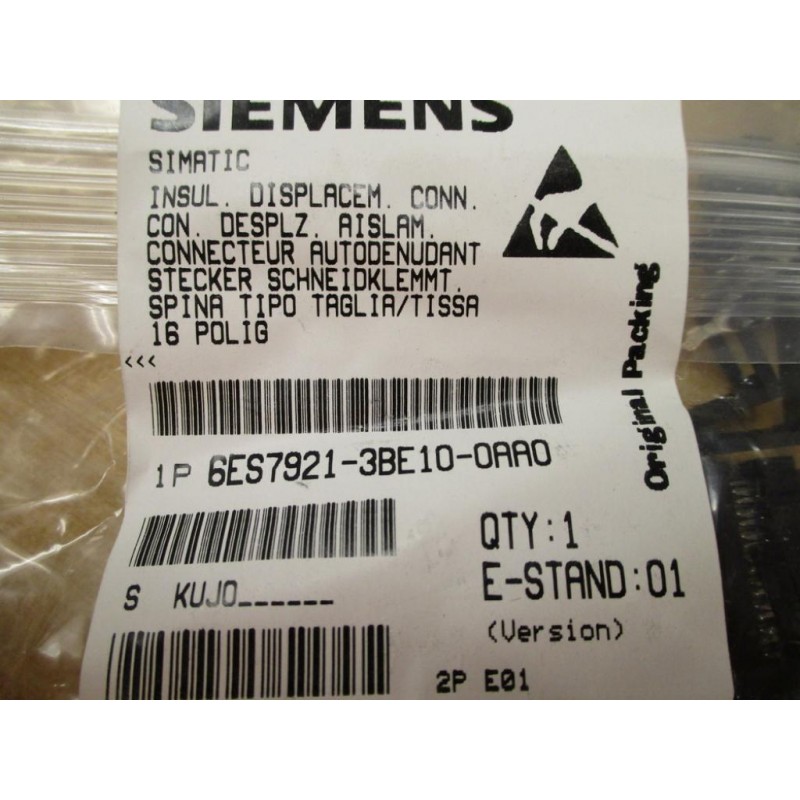 SIEMENS
SIMATIC
INSUL. DISPLACEM. CONN.
CON. DESPLZ. AISLAM.
CONNECTEUR AUTODENUDANT
STECKER SCHNEIDKLEMMT.
SPINA TIPO TAGLIA/TISSA
16 POLIG
<<<
Original Packing
1P 6ES7921-3BE10-0AA0
QTY:1
E-STAND:01
S KUJO______
(Version)
2P E01